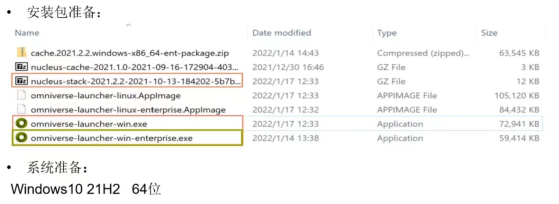 • 安装包准备：
Name Date modified Type Size
cache.2021.2.2.windows-x86_64-ent-package.zip 2022/1/14 14:43 Compressed (zipped)... 63,545 KB
nucleus-cache-2021.1.0-2021-09-16-172904-403... 2021/12/30 16:46 GZ File 3 KB
nucleus-stack-2021.2.2-2021-10-13-184202-5b7b... 2022/1/17 12:33 GZ File 12 KB
omniverse-launcher-linux.AppImage 2022/1/17 12:33 APPIMAGE File 105,120 KB
omniverse-launcher-linux-enterprise.AppImage 2022/1/17 12:32 APPIMAGE File 84,432 KB
omniverse-launcher-win.exe 2022/1/17 12:33 Application 72,941 KB
omniverse-launcher-win-enterprise.exe 2022/1/14 13:38 Application 59,414 KB
• 系统准备：
Windows10 21H2 64位